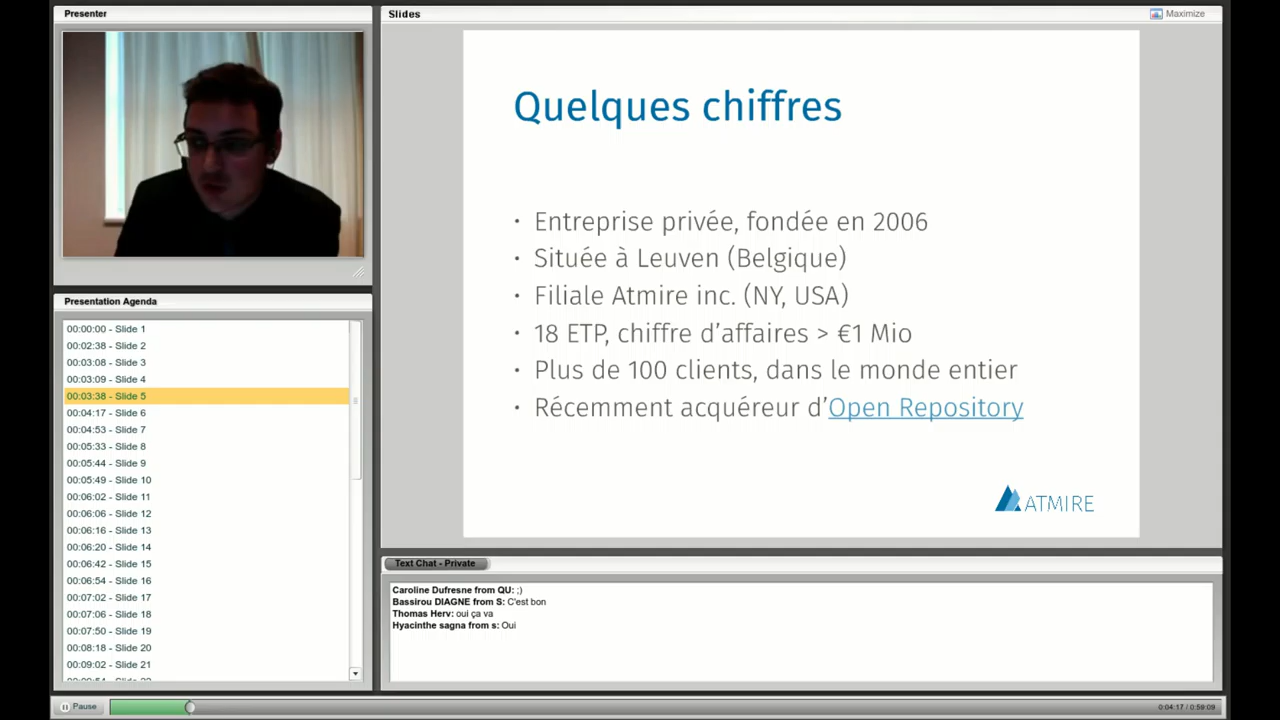 Presenter
Slides
Maximize
Quelques chiffres
· Entreprise privée, fondée en 2006
· Située à Leuven (Belgique)
· Filiale Atmire inc. (NY, USA)
· 18 ETP, chiffre d’affaires > €1 Mio
· Plus de 100 clients, dans le monde entier
· Récemment acquéreur d’Open Repository
ATMIRE
Presentation Agenda
00:00:00 - Slide 1
00:02:38 - Slide 2
00:03:08 - Slide 3
00:03:09 - Slide 4
00:03:38 - Slide 5
00:04:17 - Slide 6
00:04:53 - Slide 7
00:05:33 - Slide 8
00:05:44 - Slide 9
00:05:49 - Slide 10
00:06:02 - Slide 11
00:06:06 - Slide 12
00:06:16 - Slide 13
00:06:20 - Slide 14
00:06:42 - Slide 15
00:06:54 - Slide 16
00:07:02 - Slide 17
00:07:06 - Slide 18
00:07:50 - Slide 19
00:08:18 - Slide 20
00:09:02 - Slide 21
Text Chat - Private
Caroline Dufresne from QU: ;)
Bassirou DIAGNE from S: C'est bon
Thomas Herv: oui ça va
Hyacinthe sagna from s: Oui
Pause
0:04:17 / 0:59:09